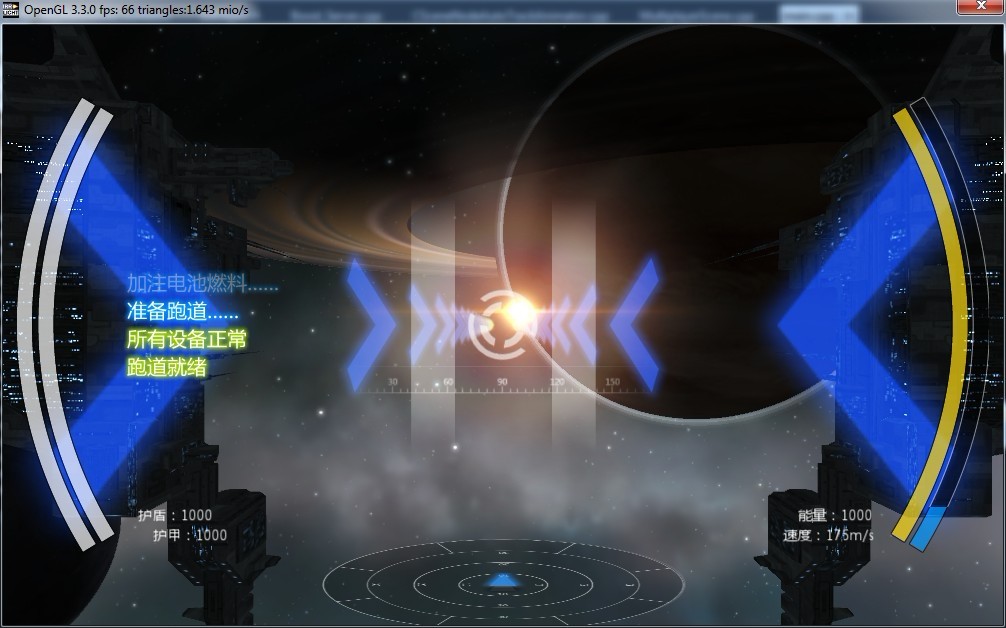 OpenGL 3.3.0 fps: 66 triangles:1.643 mio/s
加注电池燃料......
准备跑道......
所有设备正常
跑道就绪
30 60 90 120 150
护盾：1000
护甲：1000
能量：1000
速度：175m/s